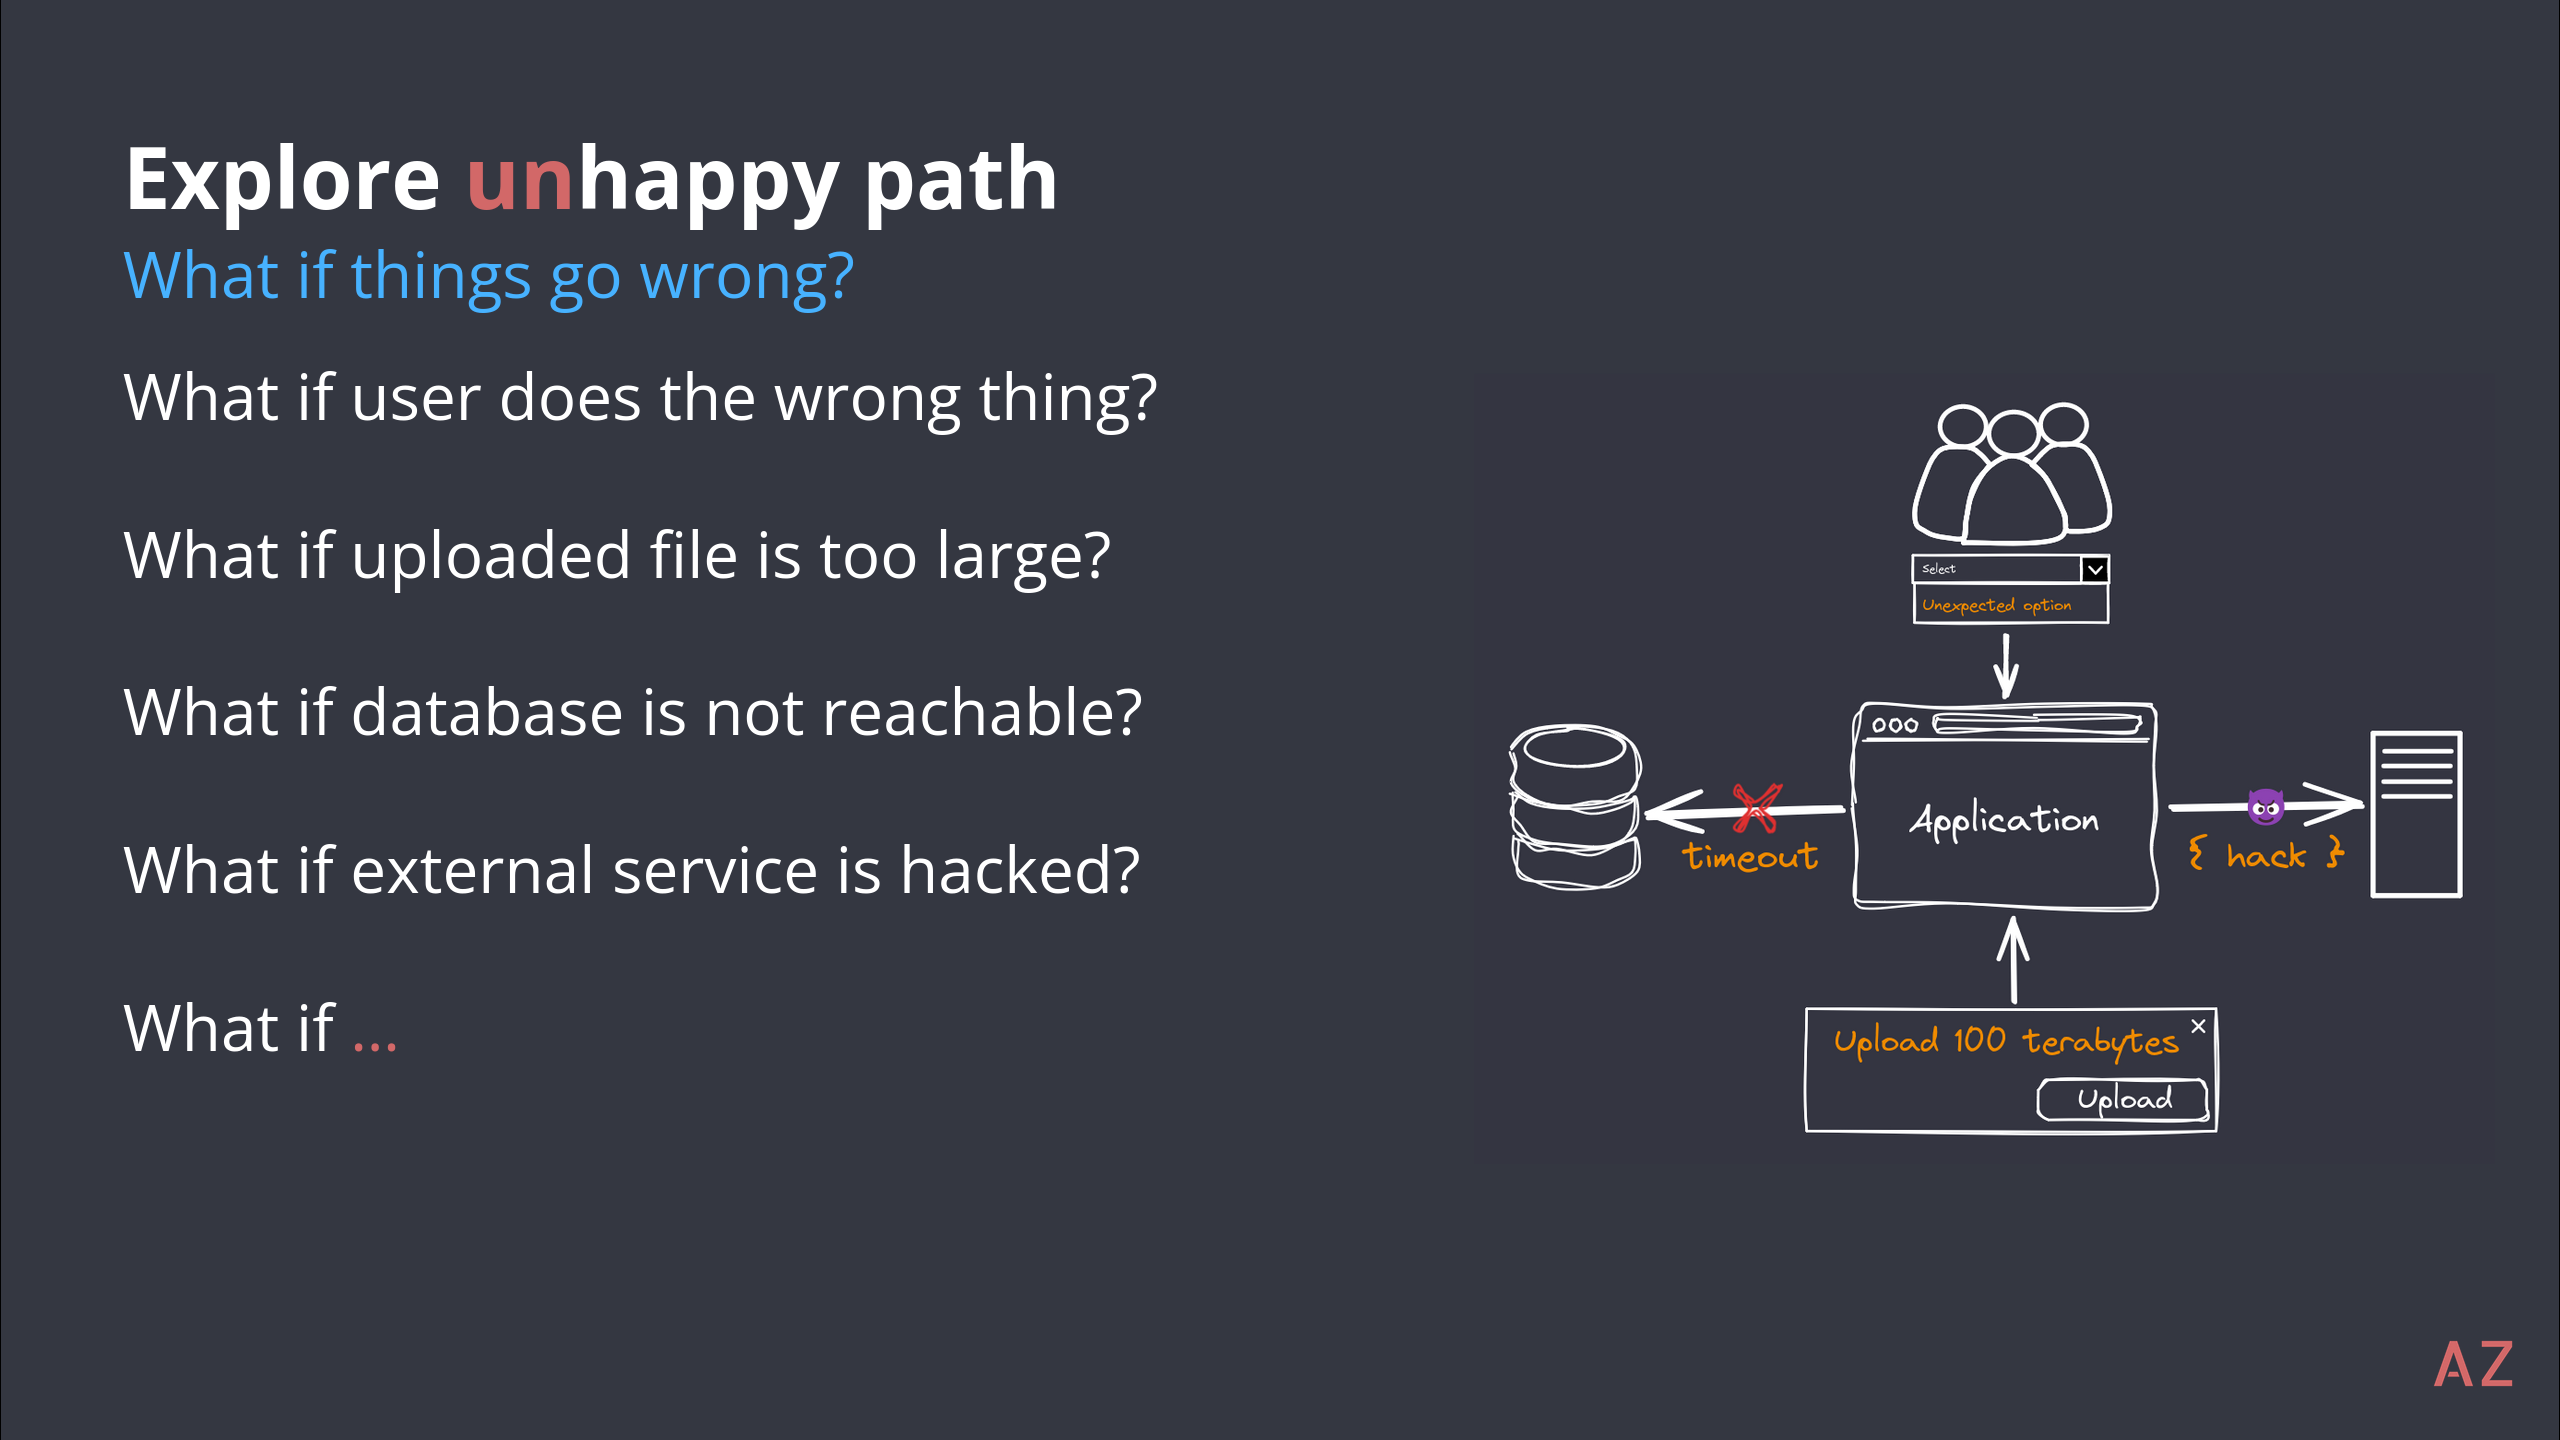 Explore unhappy path
What if things go wrong?
What if user does the wrong thing?
What if uploaded file is too large?
What if database is not reachable?
What if external service is hacked?
What if ...
Select
Unexpected option
Application
timeout
{ hack }
Upload 100 terabytes
Upload
AZ